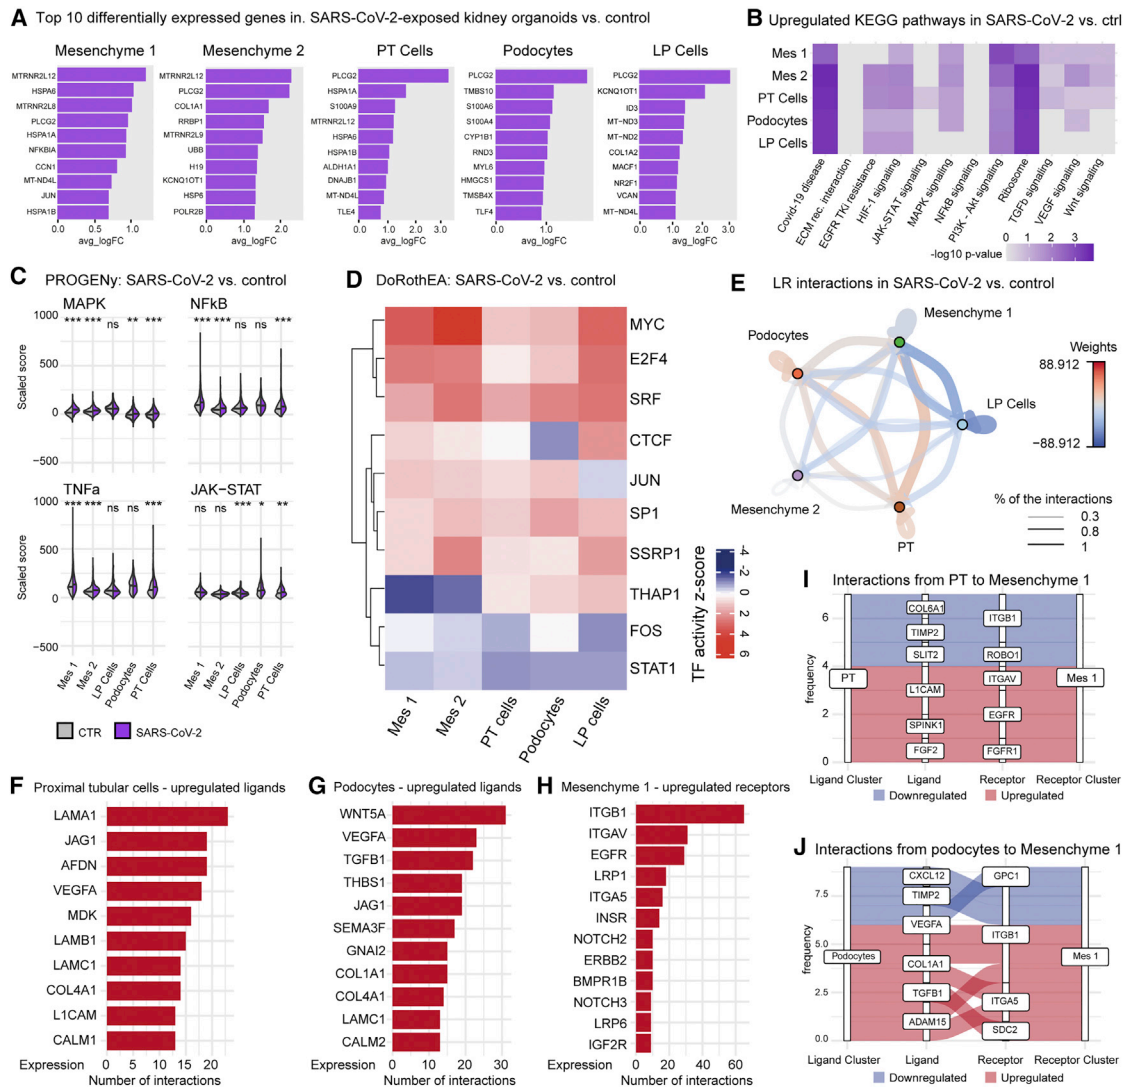 A Top 10 differentially expressed genes in. SARS-CoV-2-exposed kidney organoids vs. control
Mesenchyme 1
MTRNR2L12
HSPA6
MTRNR2L8
PLCG2
HSPA1A
NFKBIA
CCN1
MT-ND4L
JUN
HSPA1B
0.0 1.0
avg_logFC
Mesenchyme 2
MTRNR2L12
PLCG2
COL1A1
RRBP1
MTRNR2L9
UBB
H19
KCNQ1OT1
HSP6
POLR2B
0.0 1.0 2.0
avg_logFC
PT Cells
PLCG2
HSPA1A
S100A9
MTRNR2L12
HSPA6
HSPA1B
ALDH1A1
DNAJB1
MT-ND4L
TLE4
0.0 1.0 3.0
avg_logFC
Podocytes
PLCG2
TMBS10
S100A6
S100A4
CYP1B1
RND3
MYL6
HMGCS1
TMSB4X
TLF4
0.0 1.0
avg_logFC
LP Cells
PLCG2
KCNQ1OT1
ID3
MT-ND3
MT-ND2
COL1A2
MACF1
NR2F1
VCAN
MT-ND4L
0.0 1.0 3.0
avg_logFC
B Upregulated KEGG pathways in SARS-CoV-2 vs. ctrl
Mes 1
Mes 2
PT Cells
Podocytes
LP Cells
Covid-19 disease
ECM rec. interaction
EGFR TKi resistance
HIF-1 signaling
JAK-STAT signaling
MAPK signaling
NFkB signaling
PI3K - Akt signaling
Ribosome
TGFb signaling
VEGF signaling
Wnt signaling
0 1 2 3
-log10 p-value
C PROGENy: SARS-CoV-2 vs. control
MAPK
*** *** ns ** ***
1000
500
0
−500
Scaled score
NFkB
*** *** ns ns ***
TNFa
*** *** ns ns ***
1000
500
0
−500
Scaled score
Mes 1
Mes 2
LP Cells
Podocytes
PT Cells
JAK−STAT
ns ns *** * **
Mes 1
Mes 2
LP Cells
Podocytes
PT Cells
CTR SARS-CoV-2
D DoRothEA: SARS-CoV-2 vs. control
MYC
E2F4
SRF
CTCF
JUN
SP1
SSRP1
THAP1
FOS
STAT1
Mes 1
Mes 2
PT cells
Podocytes
LP cells
-4
-2
0
2
4
6
TF activity z-score
E LR interactions in SARS-CoV-2 vs. control
Mesenchyme 1
Podocytes
LP Cells
Mesenchyme 2
PT
Weights
88.912
−88.912
% of the interactions
0.3
0.8
1
F Proximal tubular cells - upregulated ligands
LAMA1
JAG1
AFDN
VEGFA
MDK
LAMB1
LAMC1
COL4A1
L1CAM
CALM1
0 5 10 15 20
Expression
Number of interactions
G Podocytes - upregulated ligands
WNT5A
VEGFA
TGFB1
THBS1
JAG1
SEMA3F
GNAI2
COL1A1
COL4A1
LAMC1
CALM2
0 10 20 30
Expression
Number of interactions
H Mesenchyme 1 - upregulated receptors
ITGB1
ITGAV
EGFR
LRP1
ITGA5
INSR
NOTCH2
ERBB2
BMPR1B
NOTCH3
LRP6
IGF2R
0 20 40 60
Expression
Number of interactions
I Interactions from PT to Mesenchyme 1
6
4
2
0
frequency
PT
COL6A1
TIMP2
SLIT2
L1CAM
SPINK1
FGF2
ITGB1
ROBO1
ITGAV
EGFR
FGFR1
Mes 1
Ligand Cluster Ligand Receptor Receptor Cluster
Downregulated Upregulated
J Interactions from podocytes to Mesenchyme 1
7.5
5.0
2.5
0.0
frequency
Podocytes
CXCL12
TIMP2
VEGFA
COL1A1
TGFB1
ADAM15
GPC1
ITGB1
ITGA5
SDC2
Mes 1
Ligand Cluster Ligand Receptor Receptor Cluster
Downregulated Upregulated